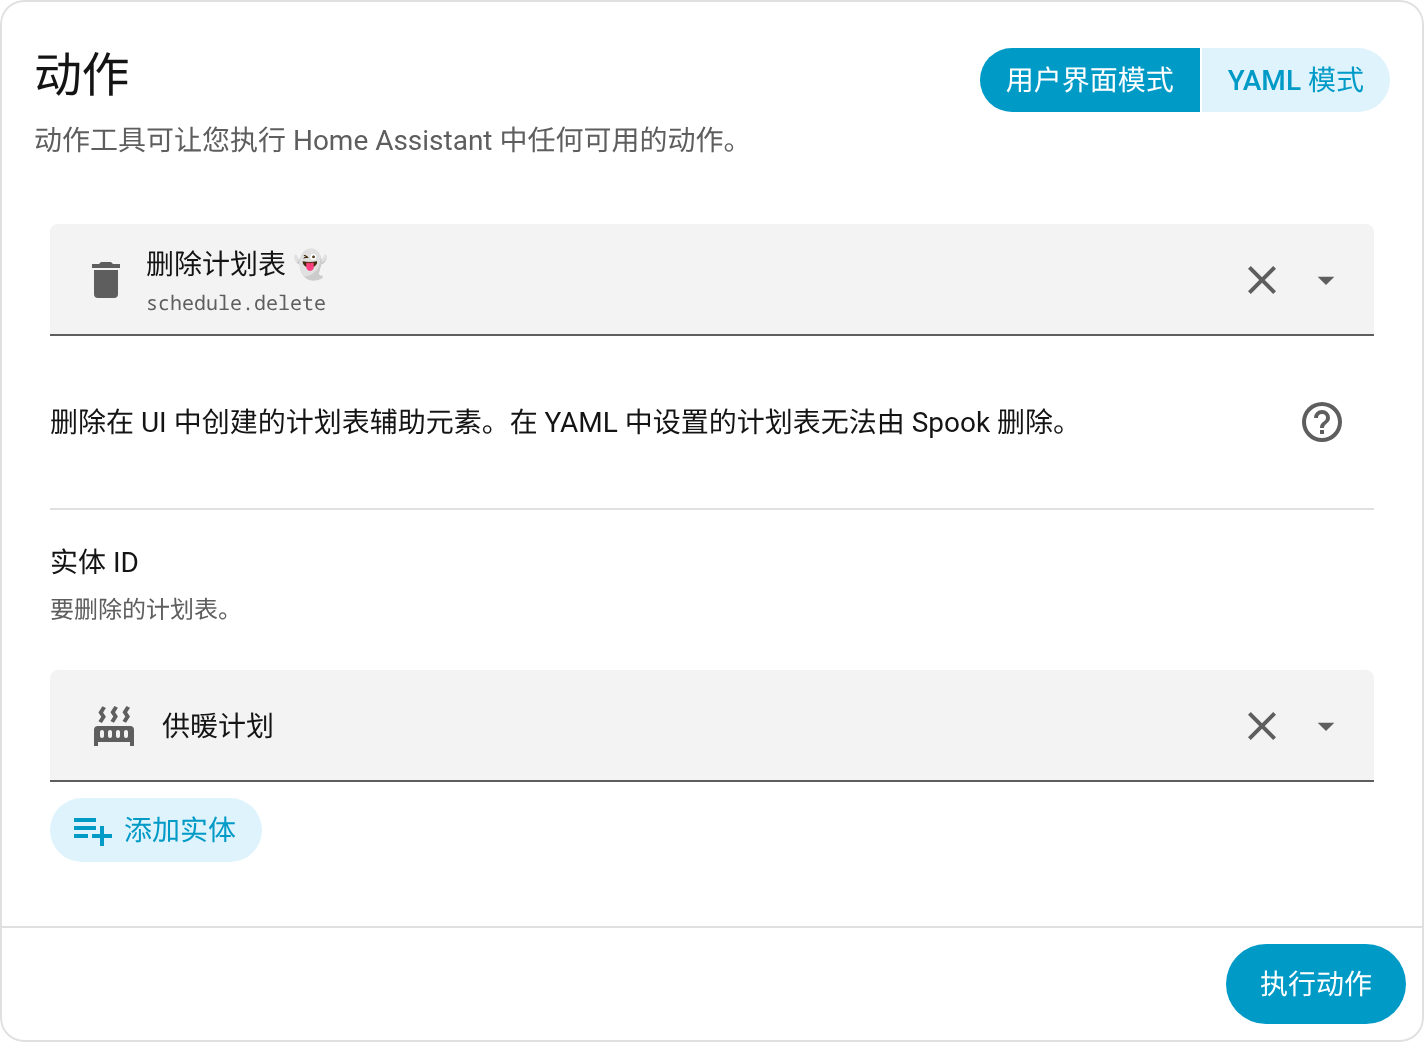 动作
用户界面模式
YAML 模式
动作工具可让您执行 Home Assistant 中任何可用的动作。
删除计划表 👻
schedule.delete
删除在 UI 中创建的计划表辅助元素。在 YAML 中设置的计划表无法由 Spook 删除。
实体 ID
要删除的计划表。
供暖计划
添加实体
执行动作